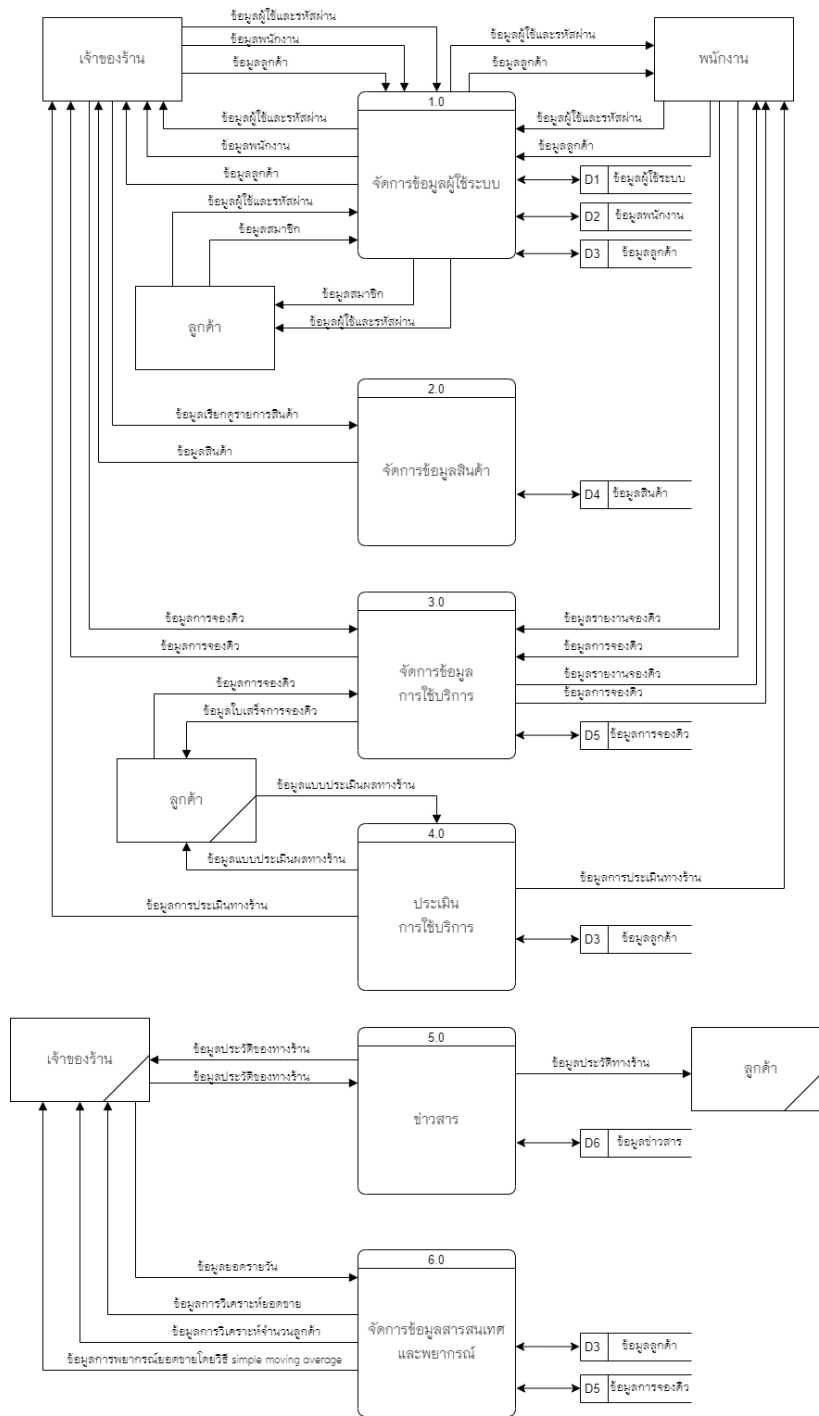 ข้อมูลผู้ใช้และรหัสผ่าน
ข้อมูลพนักงาน
ข้อมูลลูกค้า
เจ้าของร้าน
ข้อมูลผู้ใช้และรหัสผ่าน
ข้อมูลลูกค้า
พนักงาน
1.0
จัดการข้อมูลผู้ใช้ระบบ
ข้อมูลผู้ใช้และรหัสผ่าน
ข้อมูลพนักงาน
ข้อมูลลูกค้า
ข้อมูลผู้ใช้และรหัสผ่าน
ข้อมูลสมาชิก
ข้อมูลผู้ใช้และรหัสผ่าน
ข้อมูลลูกค้า
D1 ข้อมูลผู้ใช้ระบบ
D2 ข้อมูลพนักงาน
D3 ข้อมูลลูกค้า
ลูกค้า
ข้อมูลสมาชิก
ข้อมูลผู้ใช้และรหัสผ่าน
2.0
จัดการข้อมูลสินค้า
ข้อมูลเรียกดูรายการสินค้า
ข้อมูลสินค้า
D4 ข้อมูลสินค้า
3.0
จัดการข้อมูล
การใช้บริการ
ข้อมูลการจองคิว
ข้อมูลการจองคิว
ข้อมูลรายงานจองคิว
ข้อมูลการจองคิว
ข้อมูลรายงานจองคิว
ข้อมูลการจองคิว
ข้อมูลการจองคิว
ข้อมูลใบเสร็จการจองคิว
D5 ข้อมูลการจองคิว
ลูกค้า
ข้อมูลแบบประเมินผลทางร้าน
4.0
ประเมิน
การใช้บริการ
ข้อมูลแบบประเมินผลทางร้าน
ข้อมูลการประเมินทางร้าน
ข้อมูลการประเมินทางร้าน
D3 ข้อมูลลูกค้า
เจ้าของร้าน
ข้อมูลประวัติของทางร้าน
ข้อมูลประวัติของทางร้าน
5.0
ข่าวสาร
ข้อมูลประวัติทางร้าน
ลูกค้า
D6 ข้อมูลข่าวสาร
6.0
จัดการข้อมูลสารสนเทศ
และพยากรณ์
ข้อมูลยอดรายวัน
ข้อมูลการวิเคราะห์ยอดขาย
ข้อมูลการวิเคราะห์จำนวนลูกค้า
ข้อมูลการพยากรณ์ยอดขายโดยวิธี simple moving average
D3 ข้อมูลลูกค้า
D5 ข้อมูลการจองคิว